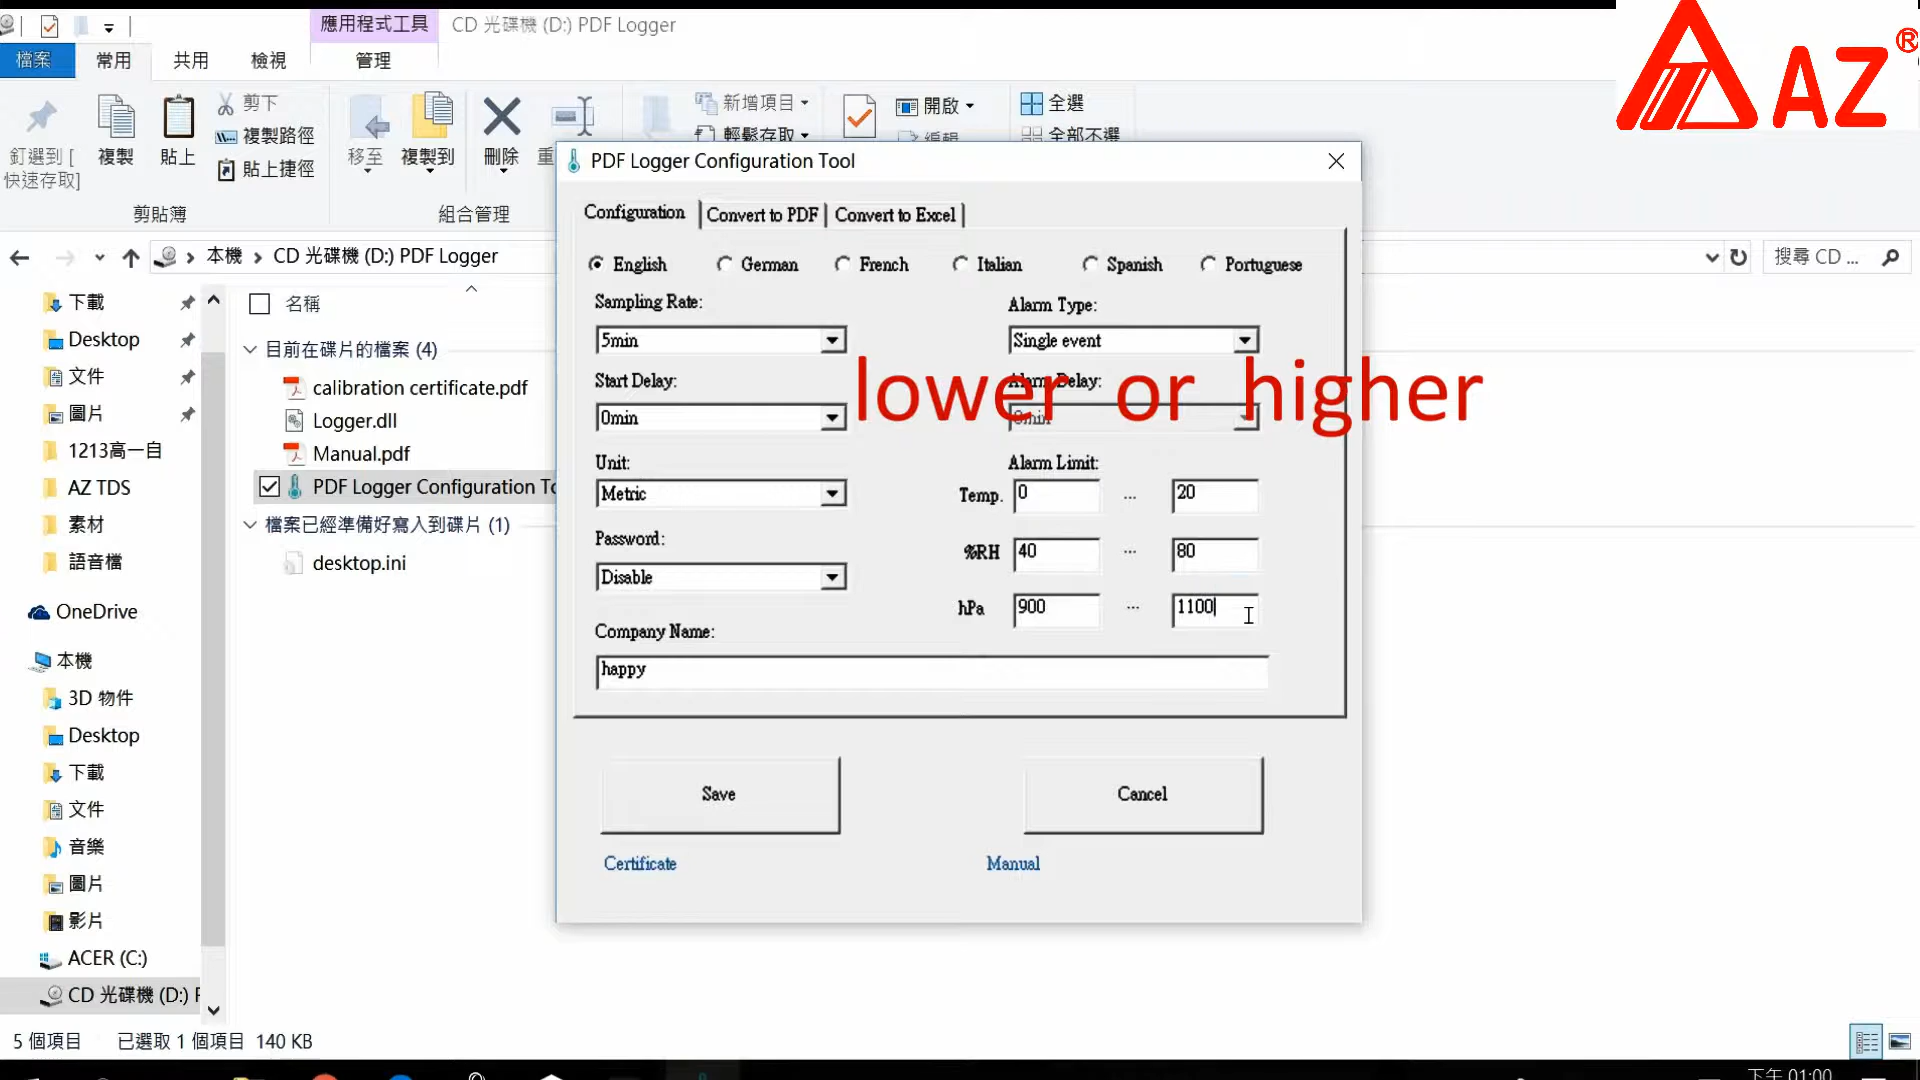 應用程式工具
CD 光碟機 (D:) PDF Logger
檔案
常用
共用
檢視
管理
釘選到 [
快速存取]
複製
貼上
剪下
複製路徑
貼上捷徑
剪貼簿
移至
複製到
刪除
組合管理
新增項目
輕鬆存取
開啟
編輯
全選
全部不選
AZ®
本機 › CD 光碟機 (D:) PDF Logger
搜尋 CD ...
下載
Desktop
文件
圖片
1213高一自
AZ TDS
素材
語音檔
OneDrive
本機
3D 物件
Desktop
下載
文件
音樂
圖片
影片
ACER (C:)
CD 光碟機 (D:) F
名稱
目前在碟片的檔案 (4)
calibration certificate.pdf
Logger.dll
Manual.pdf
PDF Logger Configuration To
檔案已經準備好寫入到碟片 (1)
desktop.ini
PDF Logger Configuration Tool
Configuration
Convert to PDF
Convert to Excel
English
German
French
Italian
Spanish
Portuguese
Sampling Rate:
5min
Start Delay:
0min
Unit:
Metric
Password:
Disable
Company Name:
happy
Alarm Type:
Single event
Alarm Delay:
0min
lower or higher
Alarm Limit:
Temp. 0 ... 20
%RH 40 ... 80
hPa 900 ... 1100
Save
Cancel
Certificate
Manual
5 個項目
已選取 1 個項目 140 KB
下午 01:00